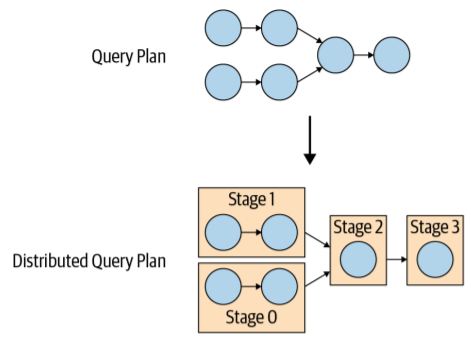 Query Plan
Stage 1
Stage 2
Stage 3
Distributed Query Plan
Stage 0